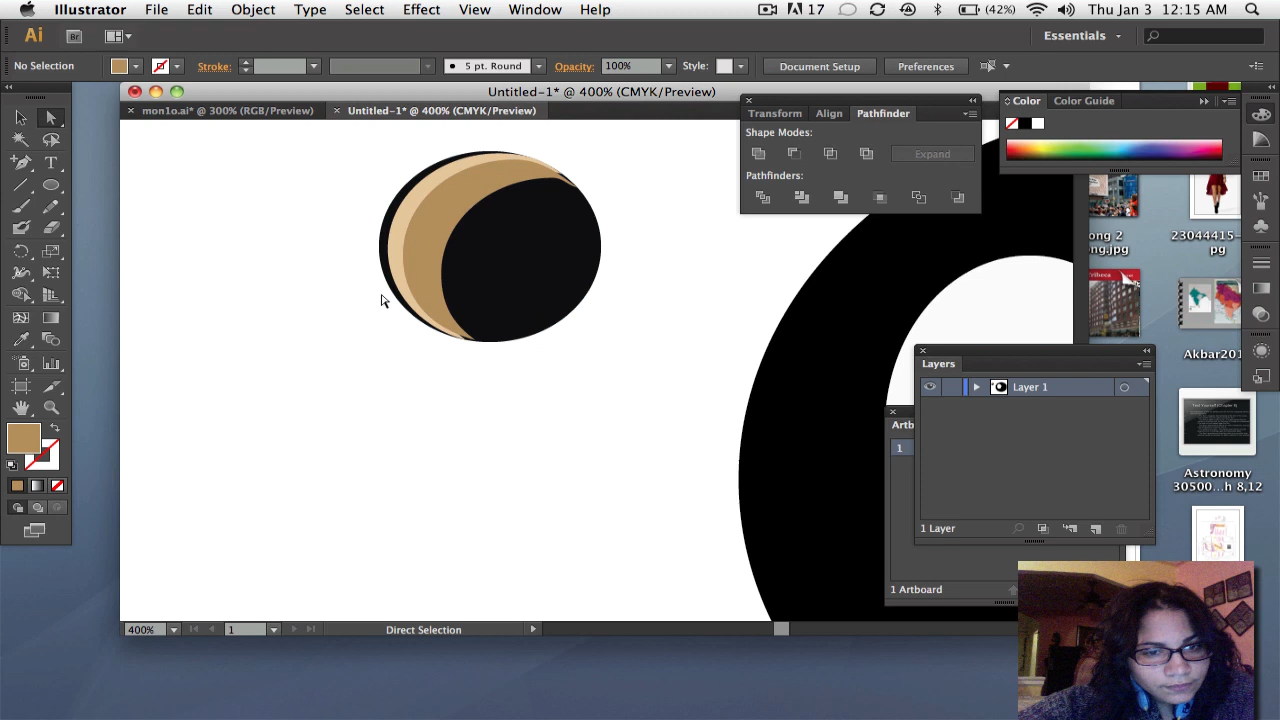 Illustrator File Edit Object Type Select Effect View Window Help 17 (42%) Thu Jan 3 12:15 AM
Ai Br Essentials
No Selection Stroke: 5 pt. Round Opacity: 100% Style: Document Setup Preferences
Untitled-1* @ 400% (CMYK/Preview)
mon1o.ai* @ 300% (RGB/Preview) Untitled-1* @ 400% (CMYK/Preview)
Transform Align Pathfinder
Shape Modes:
Expand
Pathfinders:
Color Color Guide
ong 2
ng.jpg
23044415-
pg
Layers
Layer 1
1 Layer
Artb
1
1 Artboard
Akbar201
Astronomy
30500...h 8,12
400% 1 Direct Selection